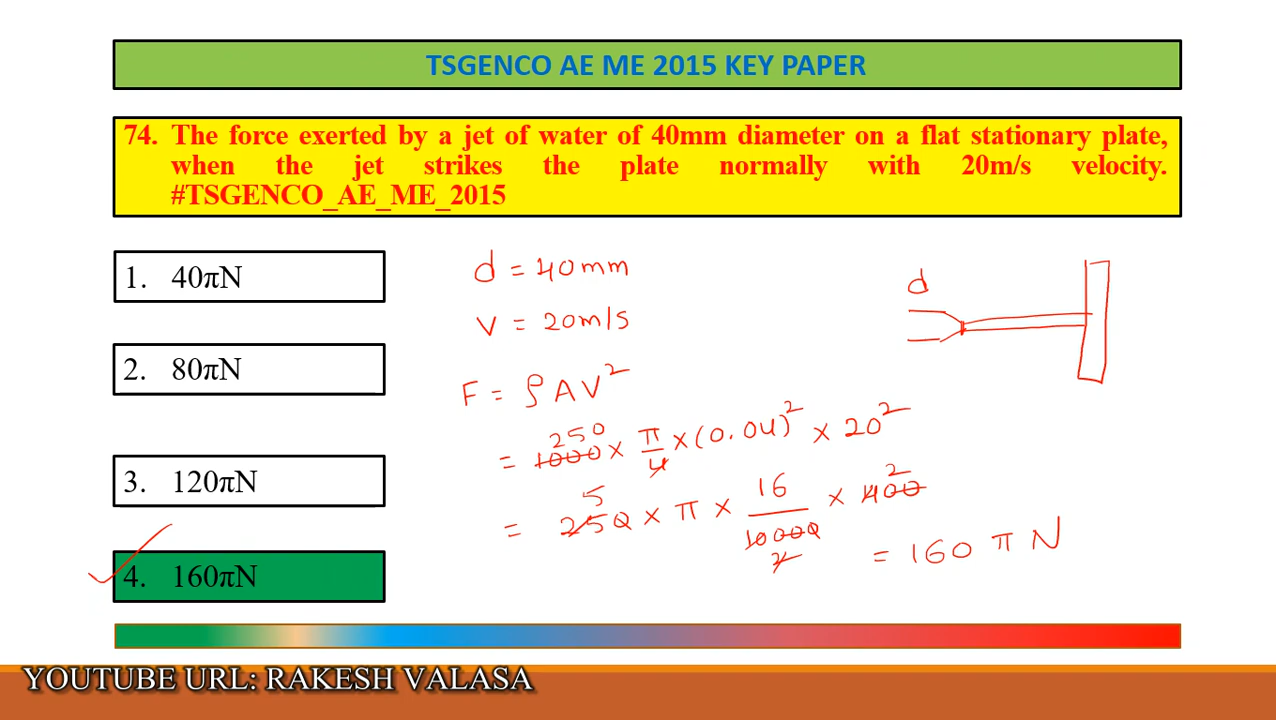 TSGENCO AE ME 2015 KEY PAPER
74. The force exerted by a jet of water of 40mm diameter on a flat stationary plate,
when the jet strikes the plate normally with 20m/s velocity.
#TSGENCO_AE_ME_2015
1. 40πN
2. 80πN
3. 120πN
4. 160πN
d = 40mm
V = 20m/s
F = ρAV²
250
= 1000 × π/4 × (0.04)² × 20²
5 2
= 250 × π × 16/10000 × 400
2
= 160 π N
d
YOUTUBE URL: RAKESH VALASA